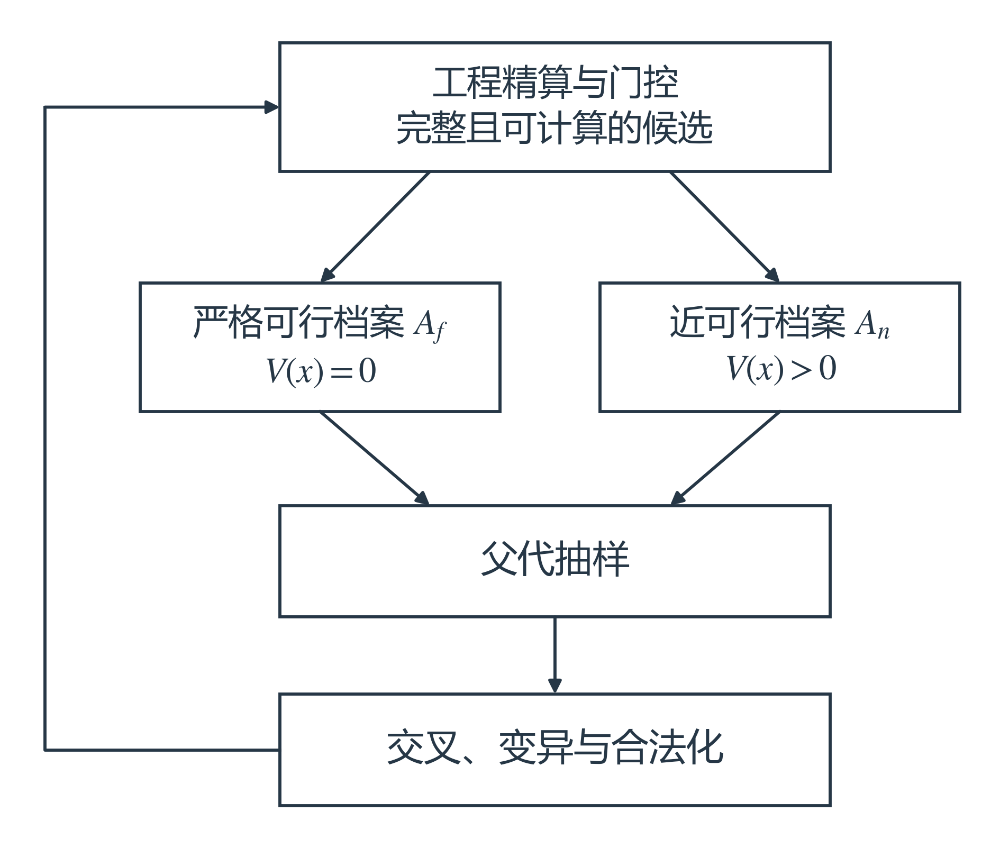 工程精算与门控
完整且可计算的候选
严格可行档案 A_f
V(x) = 0
近可行档案 A_n
V(x) > 0
父代抽样
交叉、变异与合法化